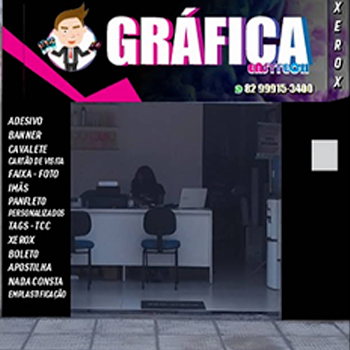 GRÁFICA
82 99915-3400
XEROX
ADESIVO
BANNER
CAVALETE
CARTÃO DE VISITA
FAIXA - FOTO
IMÃS
PANFLETO
PERSONALIZADOS
TAGS - TCC
XEROX
BOLETO
APOSTILHA
NADA CONSTA
EMPLASTIFICAÇÃO